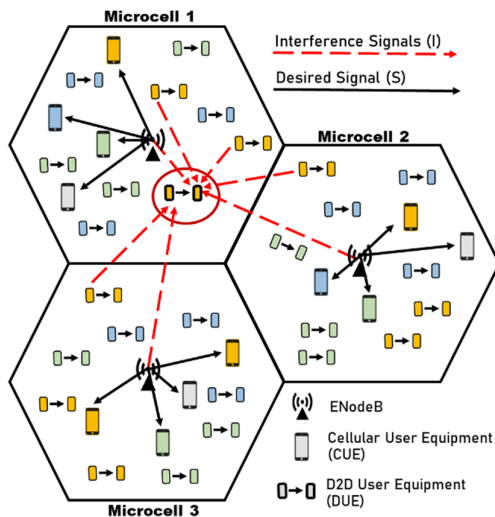 Microcell 1
Interference Signals (I)
Desired Signal (S)
Microcell 2
ENodeB
Cellular User Equipment
(CUE)
D2D User Equipment
(DUE)
Microcell 3